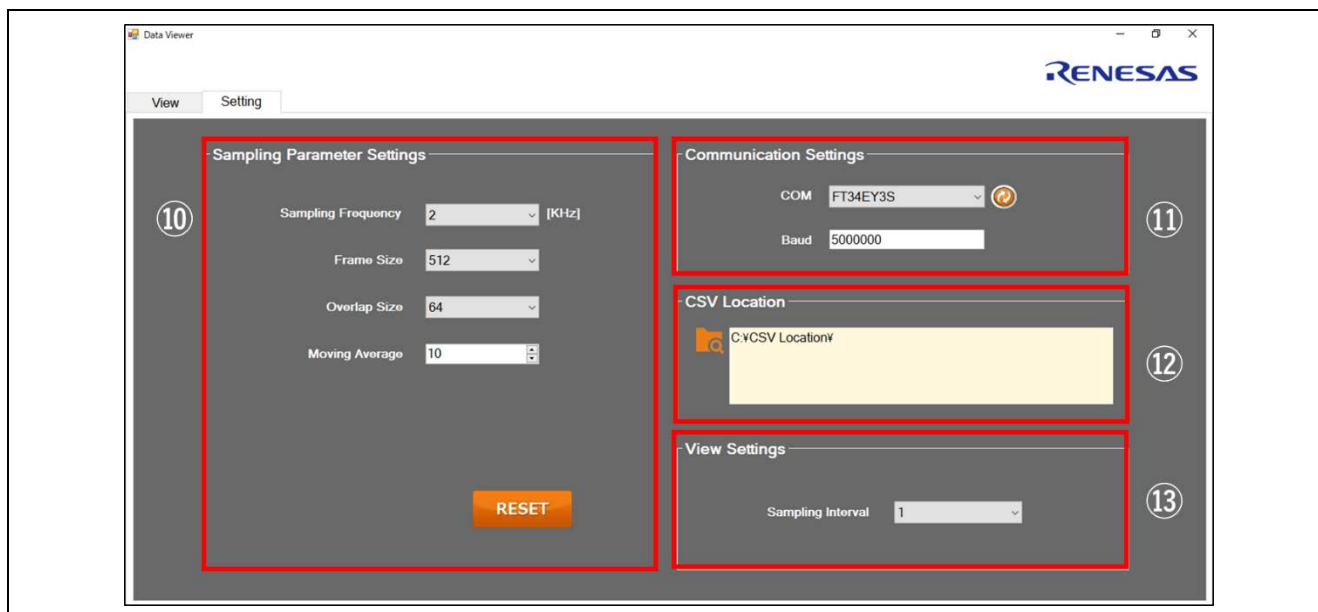 Data Viewer
RENESAS
View Setting
⑩
Sampling Parameter Settings
Sampling Frequency 2 [KHz]
Frame Size 512
Overlap Size 64
Moving Average 10
RESET
Communication Settings
COM FT34EY3S
Baud 5000000
⑪
CSV Location
C:¥CSV Location¥
⑫
View Settings
Sampling Interval 1
⑬